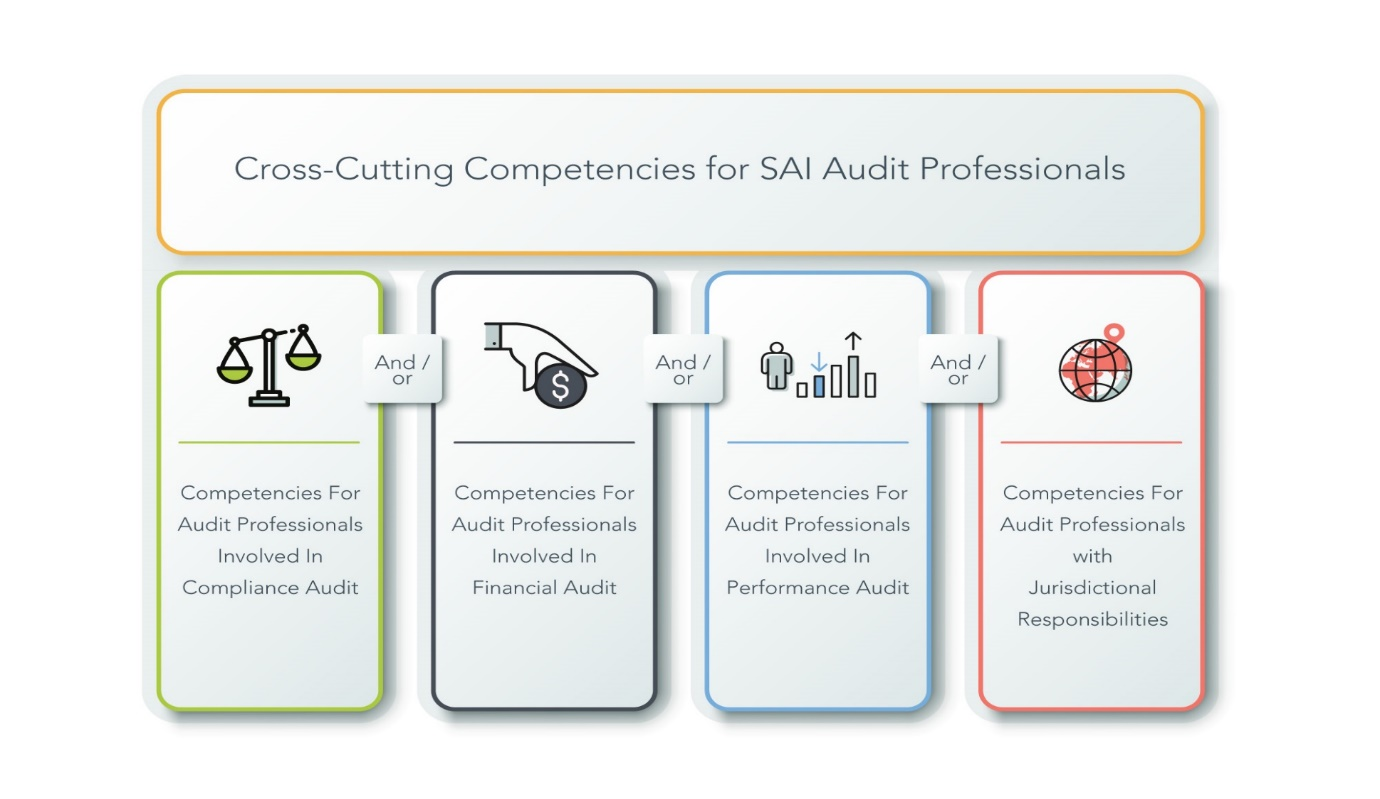 Cross-Cutting Competencies for SAI Audit Professionals
And /
or
And /
or
And /
or
$
Competencies For
Audit Professionals
Involved In
Compliance Audit
Competencies For
Audit Professionals
Involved In
Financial Audit
Competencies For
Audit Professionals
Involved In
Performance Audit
Competencies For
Audit Professionals
with
Jurisdictional
Responsibilities